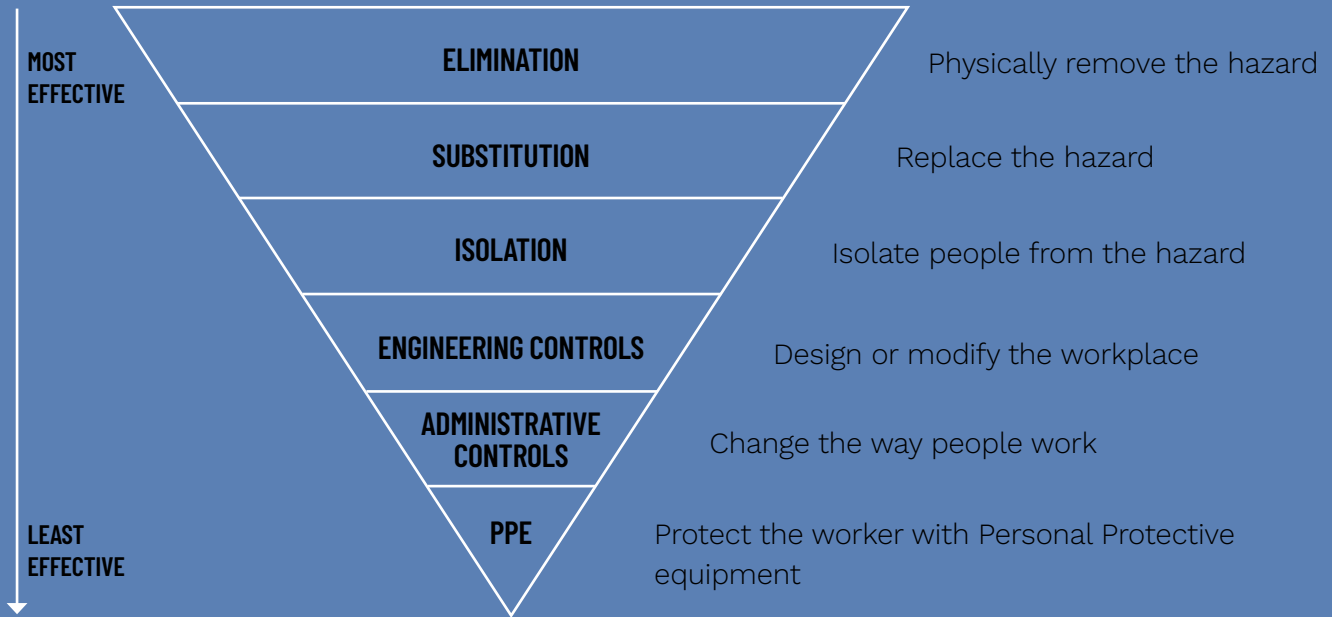 MOST
EFFECTIVE
ELIMINATION
Physically remove the hazard
SUBSTITUTION
Replace the hazard
ISOLATION
Isolate people from the hazard
ENGINEERING CONTROLS
Design or modify the workplace
ADMINISTRATIVE
CONTROLS
Change the way people work
LEAST
EFFECTIVE
PPE
Protect the worker with Personal Protective
equipment